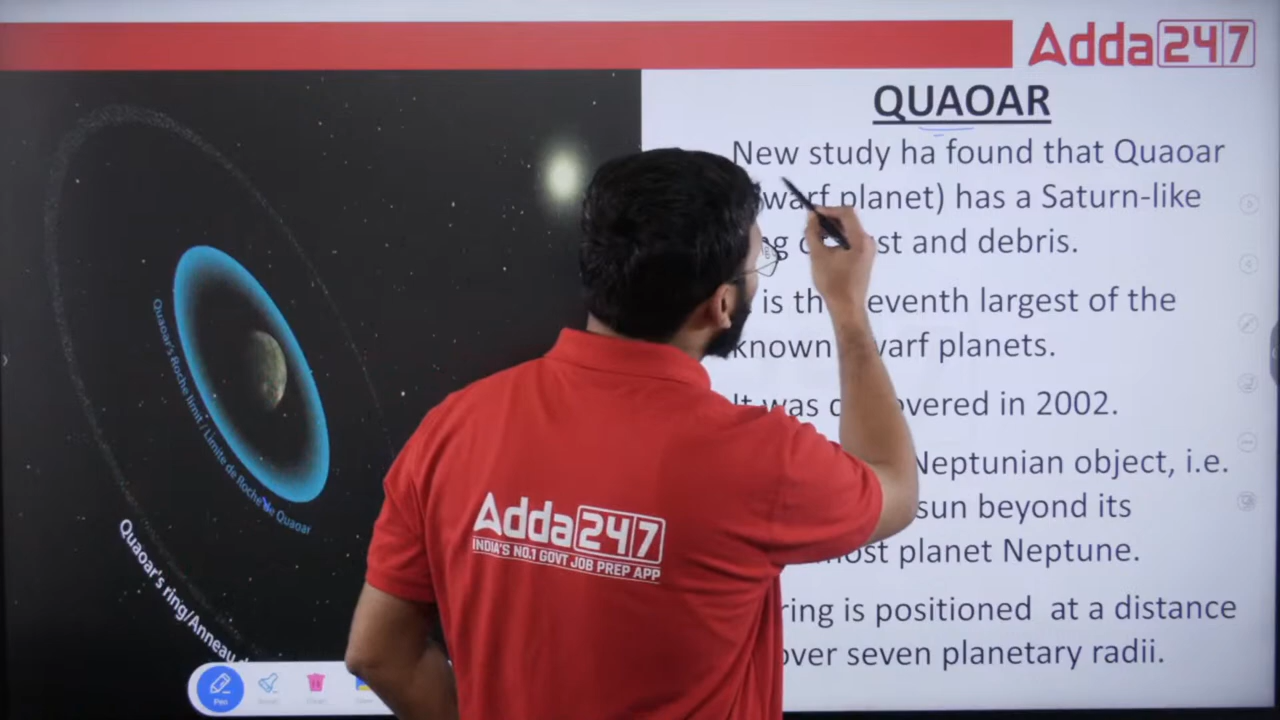 Adda247
QUAOAR
New study ha found that Quaoar
warf planet) has a Saturn-like
st and debris.
is th eventh largest of the
known warf planets.
It was overed in 2002.
Neptunian object, i.e.
sun beyond its
most planet Neptune.
ring is positioned at a distance
over seven planetary radii.
Quaoar's Roche limit / Limite de Roche de Quaoar
Quaoar's ring/Anneau
Pen
Adda247
INDIA'S NO.1 GOVT JOB PREP APP